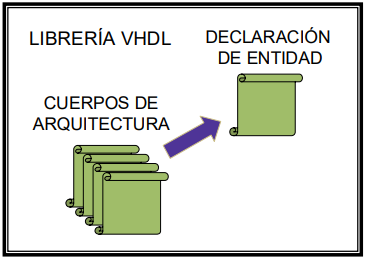 LIBRERÍA VHDL
DECLARACIÓN
DE ENTIDAD
CUERPOS DE
ARQUITECTURA